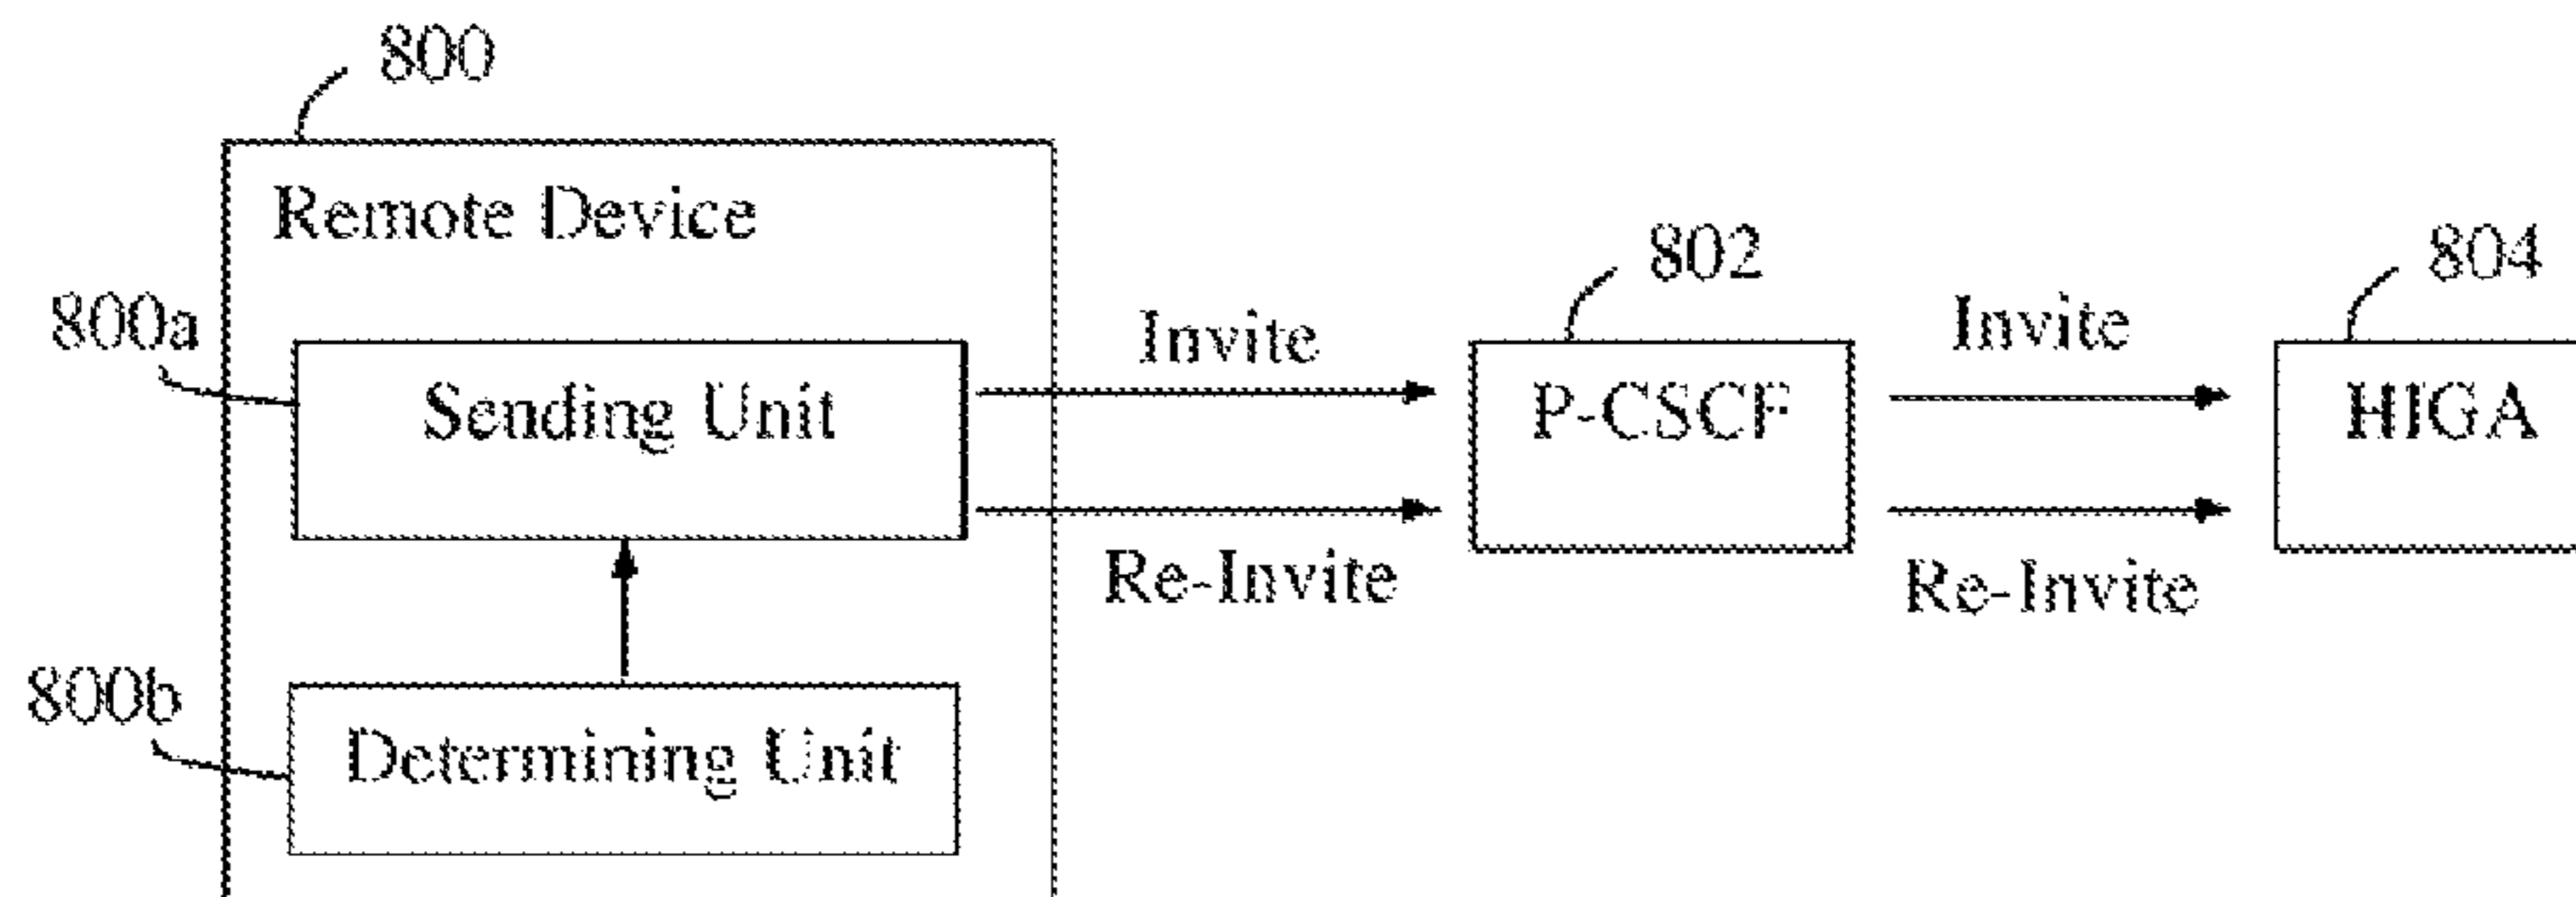 800
Remote Device
802
804
800a
Invite
Invite
Sending Unit
P-CSCF
HIGA
Re-Invite
Re-Invite
800b
Determining Unit